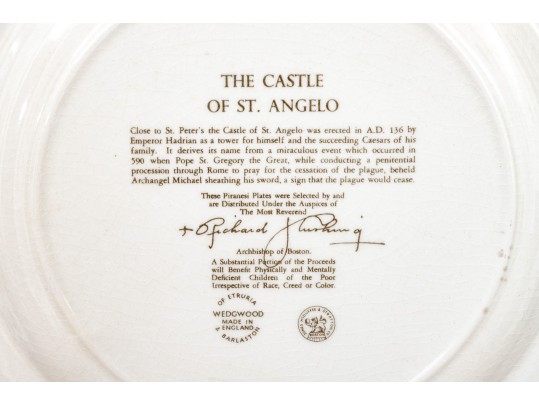 THE CASTLE
OF ST. ANGELO
Close to St. Peter's the Castle of St. Angelo was erected in A.D. 136 by
Emperor Hadrian as a tower for himself and the succeeding Caesars of his
family. It derives its name from a miraculous event which occurred in
590 when Pope St. Gregory the Great, while conducting a penitential
procession through Rome to pray for the cessation of the plague, beheld
Archangel Michael sheathing his sword, a sign that the plague would cease.
These Piranesi Plates were Selected by and
are Distributed Under the Auspices of
The Most Reverend
+ Richard J Cushing
Archbishop of Boston.
A Substantial Portion of the Proceeds
will Benefit Physically and Mentally
Deficient Children of the Poor
Irrespective of Race, Creed or Color.
OF ETRURIA
WEDGWOOD
MADE IN
ENGLAND
& BARLASTON